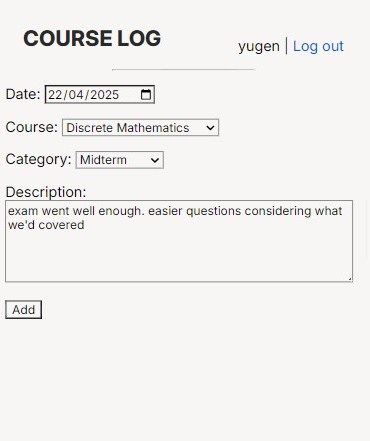 COURSE LOG
yugen | Log out
Date: 22/04/2025
Course: Discrete Mathematics
Category: Midterm
Description:
exam went well enough. easier questions considering what
we'd covered
Add